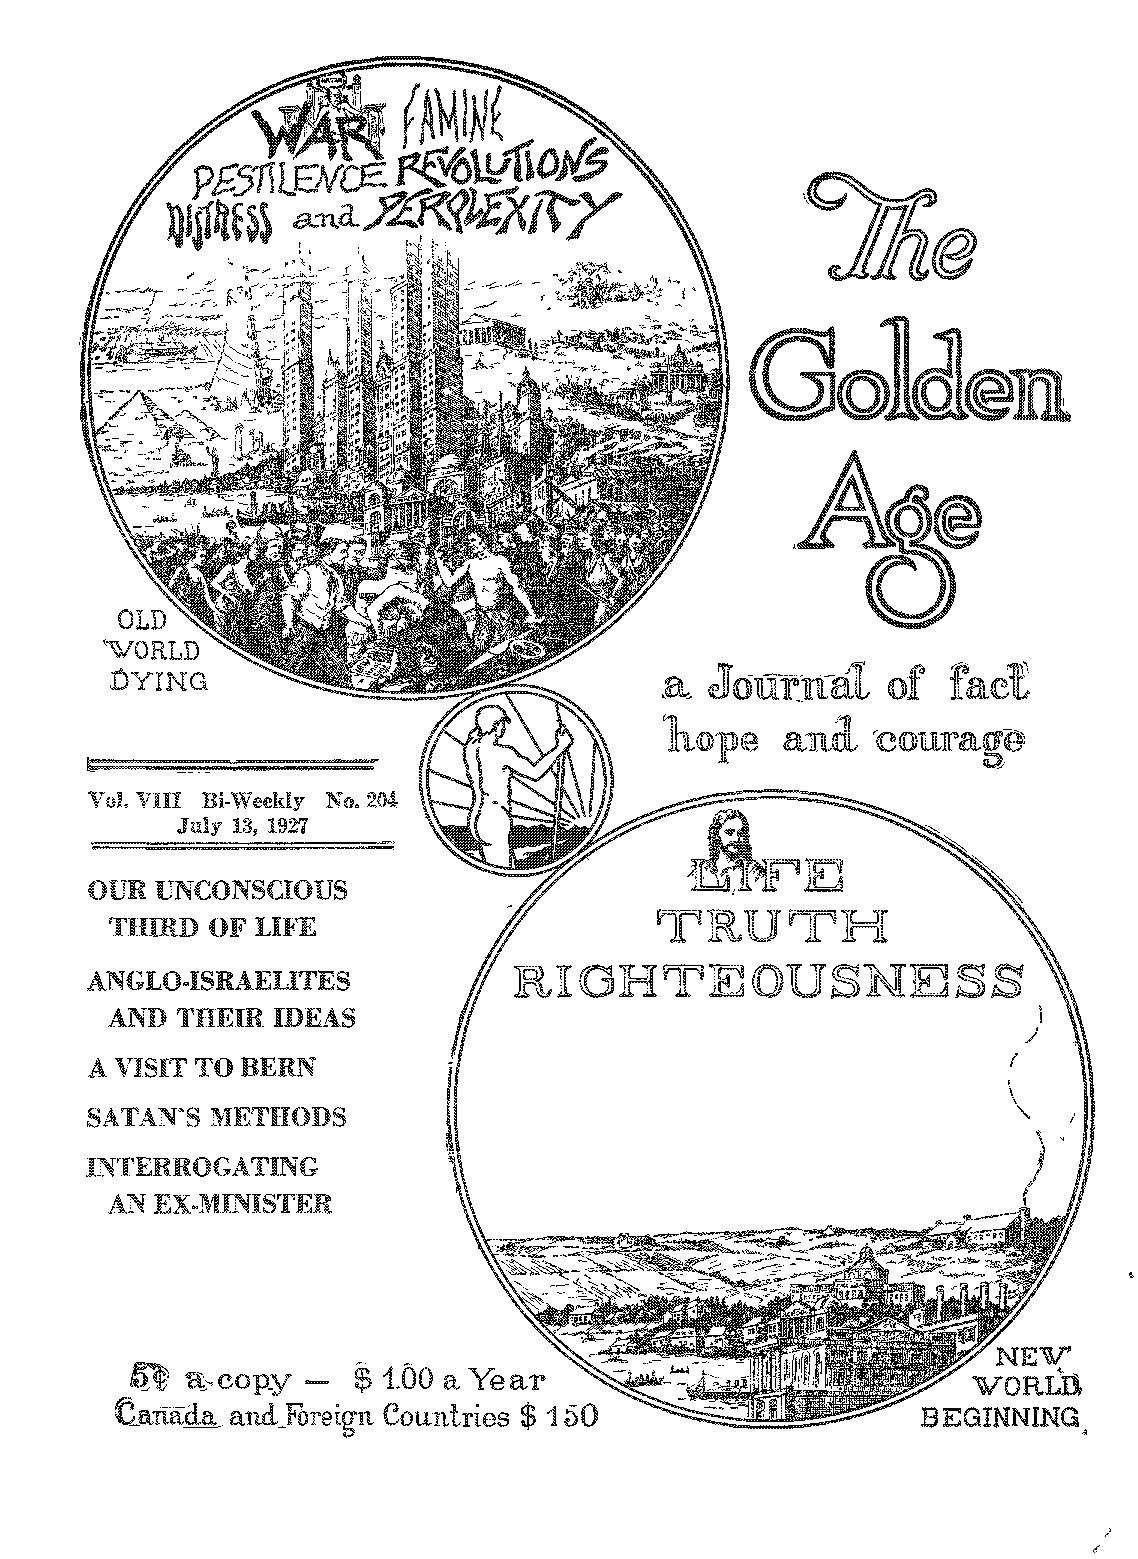 WAR FAMINE
PESTILENCE REVOLUTIONS
DISTRESS and PERPLEXITY
The
Golden
Age
OLD
WORLD
DYING
a Journal of fact
hope and courage
Vol. VIII Bi-Weekly No. 204
July 13, 1927
OUR UNCONSCIOUS
THIRD OF LIFE
ANGLO-ISRAELITES
AND THEIR IDEAS
A VISIT TO BERN
SATAN'S METHODS
INTERROGATING
AN EX-MINISTER
LIFE
TRUTH
RIGHTEOUSNESS
5¢ a copy — $ 1.00 a Year
Canada and Foreign Countries $ 1 50
NEW
WORLD
BEGINNING